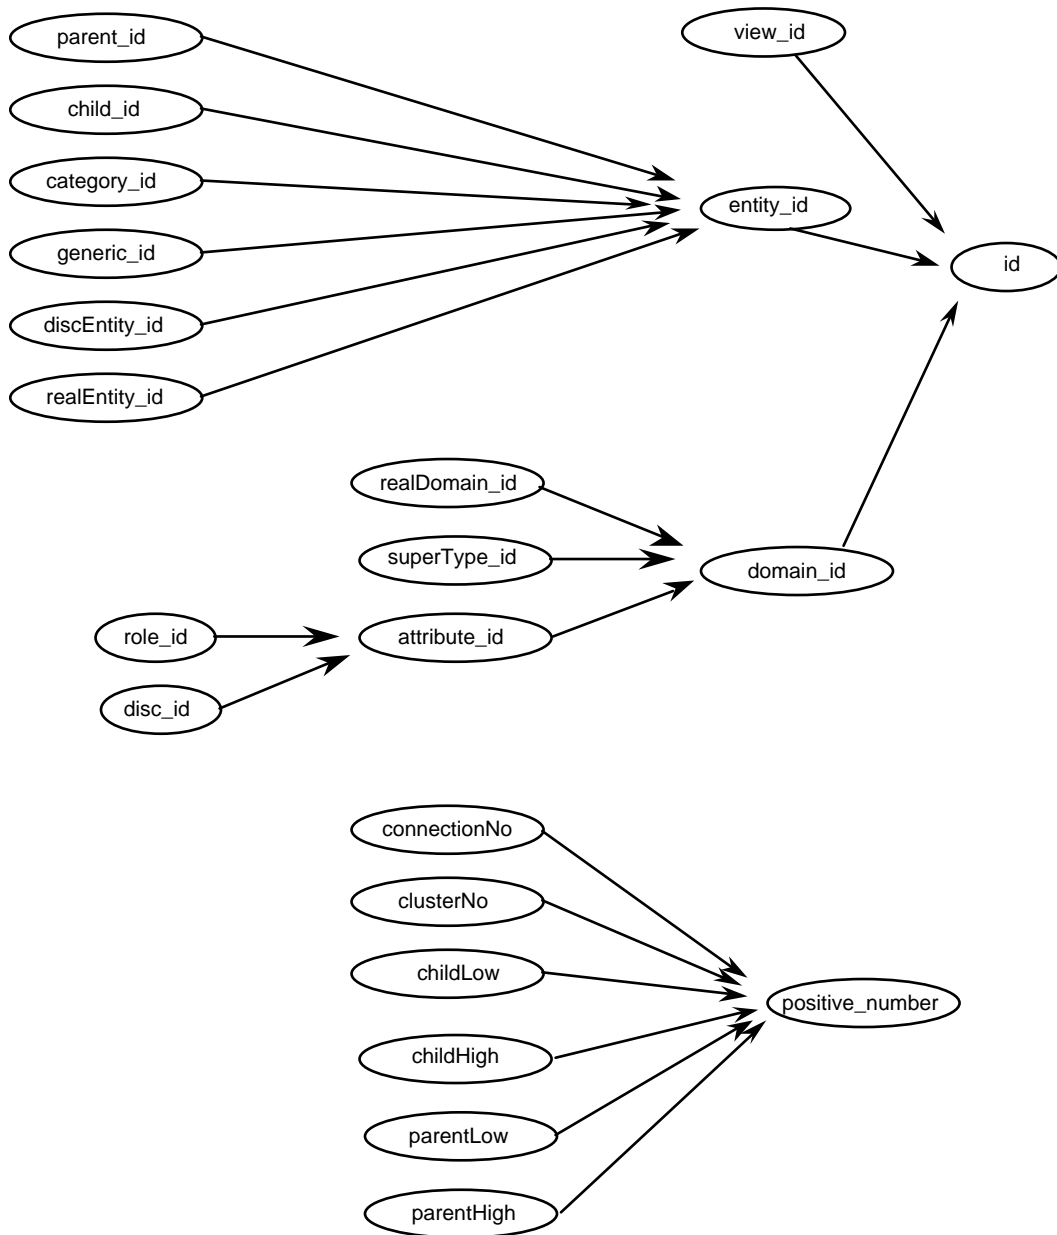 parent_id
view_id
child_id
category_id
entity_id
generic_id
id
discEntity_id
realEntity_id
realDomain_id
superType_id
domain_id
role_id
attribute_id
disc_id
connectionNo
clusterNo
childLow
positive_number
childHigh
parentLow
parentHigh